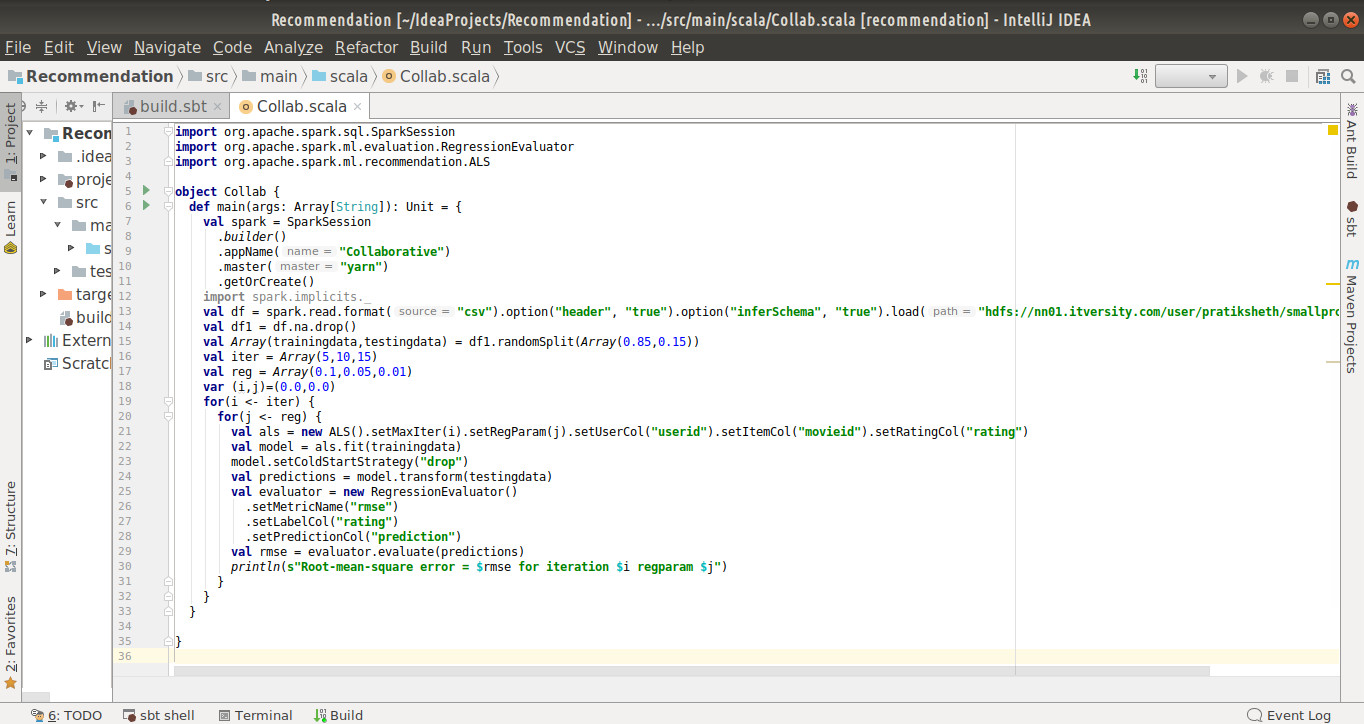 Recommendation [~/IdeaProjects/Recommendation] - .../src/main/scala/Collab.scala [recommendation] - IntelliJ IDEA
File Edit View Navigate Code Analyze Refactor Build Run Tools VCS Window Help
Recommendation src main scala Collab.scala
build.sbt Collab.scala
1: Project
Learn
7: Structure
2: Favorites
Recon
.idea
proje
src
ma
s
tes
targe
build
Extern
Scratch
1 import org.apache.spark.sql.SparkSession
2 import org.apache.spark.ml.evaluation.RegressionEvaluator
3 import org.apache.spark.ml.recommendation.ALS
4
5 object Collab {
6 def main(args: Array[String]): Unit = {
7 val spark = SparkSession
8 .builder()
9 .appName( name = "Collaborative")
10 .master( master = "yarn")
11 .getOrCreate()
12 import spark.implicits._
13 val df = spark.read.format( source = "csv").option("header", "true").option("inferSchema", "true").load( path = "hdfs://nn01.itversity.com/user/pratiksheth/smallpro
14 val df1 = df.na.drop()
15 val Array(trainingdata,testingdata) = df1.randomSplit(Array(0.85,0.15))
16 val iter = Array(5,10,15)
17 val reg = Array(0.1,0.05,0.01)
18 var (i,j)=(0.0,0.0)
19 for(i <- iter) {
20 for(j <- reg) {
21 val als = new ALS().setMaxIter(i).setRegParam(j).setUserCol("userid").setItemCol("movieid").setRatingCol("rating")
22 val model = als.fit(trainingdata)
23 model.setColdStartStrategy("drop")
24 val predictions = model.transform(testingdata)
25 val evaluator = new RegressionEvaluator()
26 .setMetricName("rmse")
27 .setLabelCol("rating")
28 .setPredictionCol("prediction")
29 val rmse = evaluator.evaluate(predictions)
30 println(s"Root-mean-square error = $rmse for iteration $i regparam $j")
31 }
32 }
33 }
34
35 }
36
Ant Build
sbt
Maven Projects
6: TODO sbt shell Terminal Build Event Log